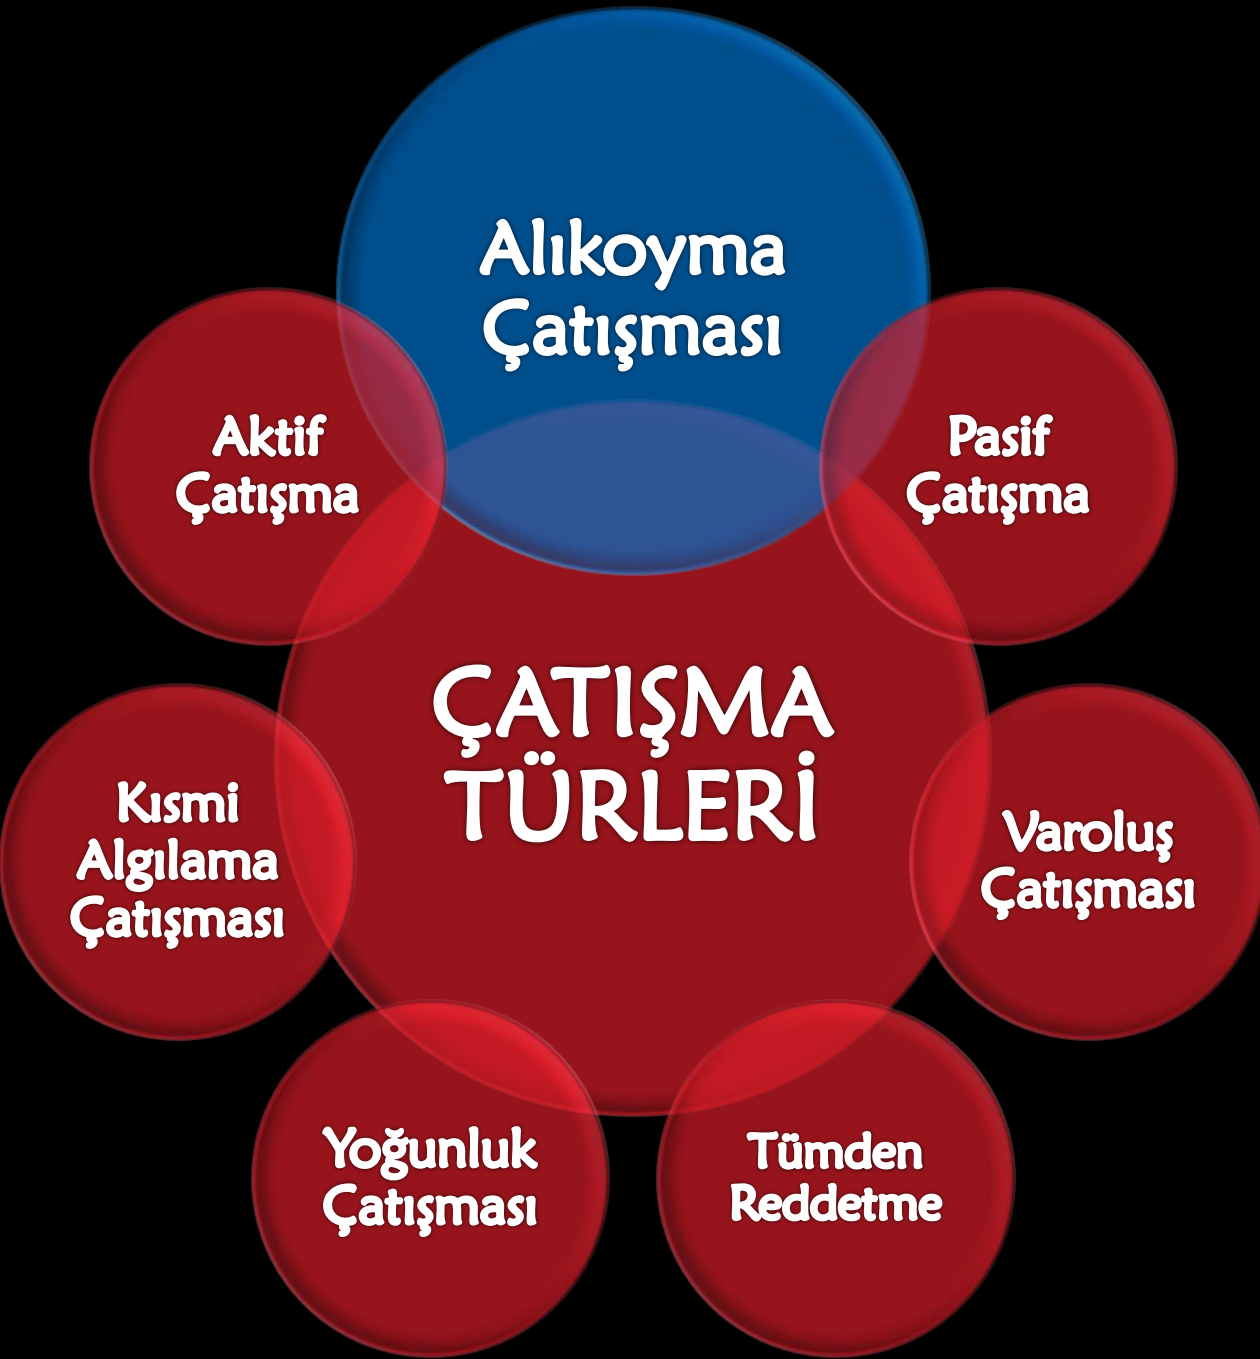 Alıkoyma
Çatışması
Aktif
Çatışma
Pasif
Çatışma
ÇATIŞMA
TÜRLERİ
Kısmi
Algılama
Çatışması
Varoluş
Çatışması
Yoğunluk
Çatışması
Tümden
Reddetme